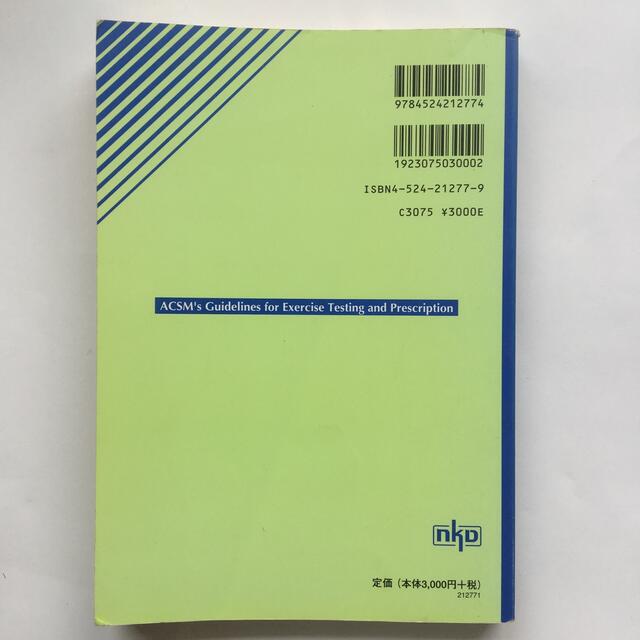 9784524212774
1923075030002
ISBN4-524-21277-9
C3075 ¥3000E
ACSM's Guidelines for Exercise Testing and Prescription
nkD
定価（本体3,000円＋税）
212771